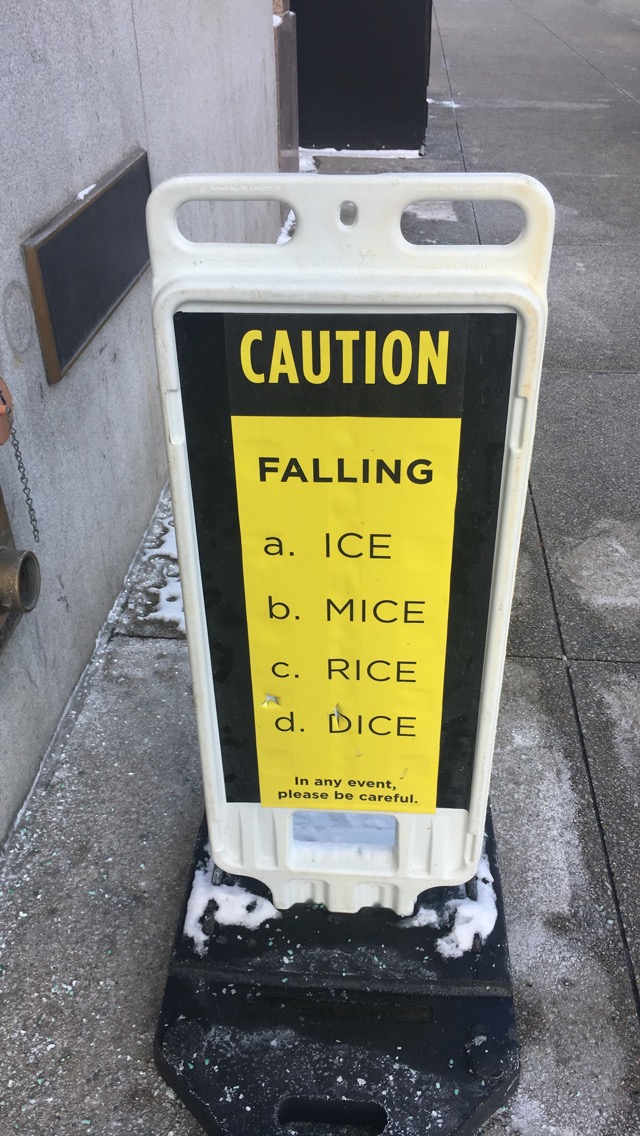 CAUTION
FALLING
a. ICE
b. MICE
c. RICE
d. DICE
In any event,
please be careful.